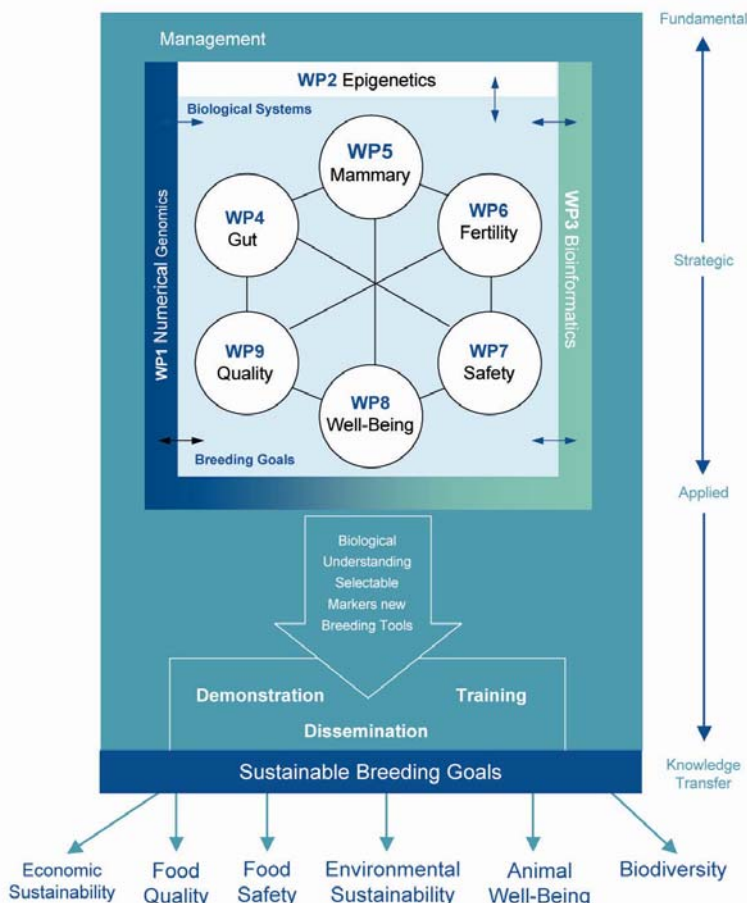 Fundamental
Management
WP2 Epigenetics
Biological Systems
WP5
Mammary
WP4
Gut
WP6
Fertility
WP1 Numerical Genomics
WP3 Bioinformatics
Strategic
WP9
Quality
WP7
Safety
WP8
Well-Being
Breeding Goals
Applied
Biological
Understanding
Selectable
Markers new
Breeding Tools
Demonstration
Training
Dissemination
Sustainable Breeding Goals
Knowledge
Transfer
Economic
Sustainability
Food
Quality
Food
Safety
Environmental
Sustainability
Animal
Well-Being
Biodiversity